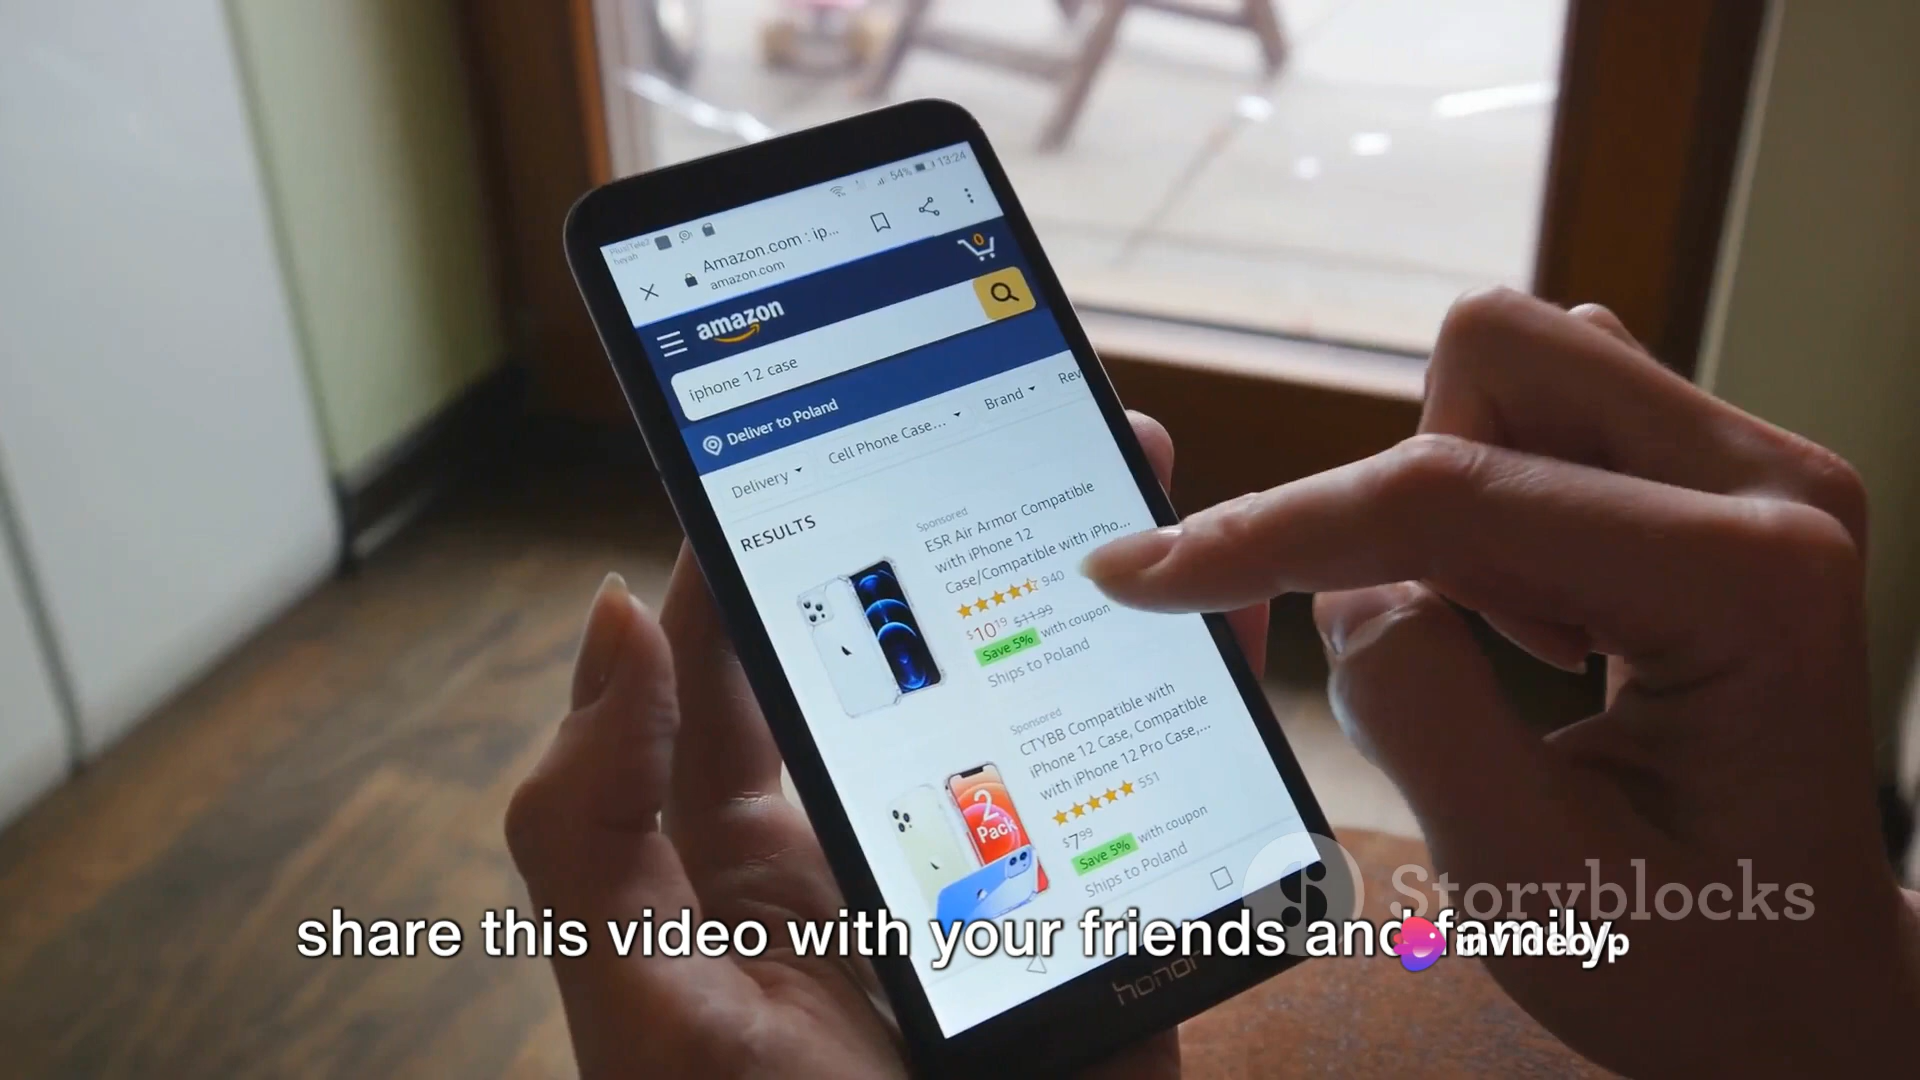 54% 13:24
Amazon.com : ip...
amazon.com
0
amazon
iphone 12 case
Deliver to Poland
Delivery Cell Phone Case... Brand Rev
RESULTS
Sponsored
ESR Air Armor Compatible
with iPhone 12
Case/Compatible with iPho...
940
$10.19 $11.99
Save 5% with coupon
Ships to Poland
Sponsored
CTYBB Compatible with
iPhone 12 Case, Compatible
with iPhone 12 Pro Case,...
551
2
Pack
$7.99
Save 5% with coupon
Ships to Poland
Storyblocks
share this video with your friends and family.
invideo
honor